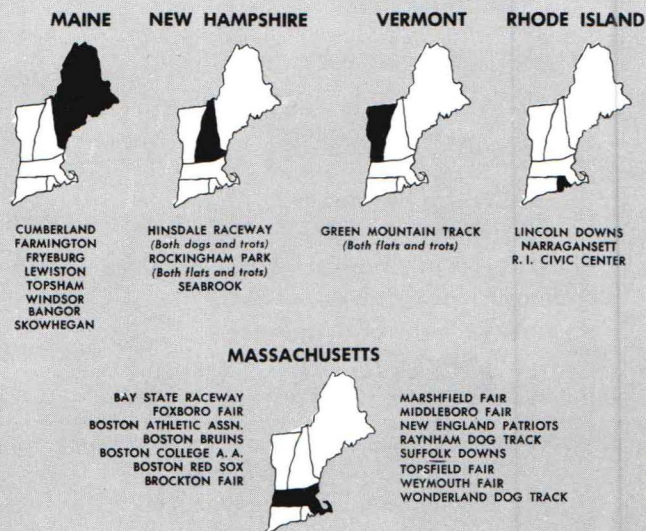 MAINE
CUMBERLAND
FARMINGTON
FRYEBURG
LEWISTON
TOPSHAM
WINDSOR
BANGOR
SKOWHEGAN
NEW HAMPSHIRE
HINSDALE RACEWAY
(Both dogs and trots)
ROCKINGHAM PARK
(Both flats and trots)
SEABROOK
VERMONT
GREEN MOUNTAIN TRACK
(Both flats and trots)
RHODE ISLAND
LINCOLN DOWNS
NARRAGANSETT
R. I. CIVIC CENTER
MASSACHUSETTS
BAY STATE RACEWAY
FOXBORO FAIR
BOSTON ATHLETIC ASSN.
BOSTON BRUINS
BOSTON COLLEGE A. A.
BOSTON RED SOX
BROCKTON FAIR
MARSHFIELD FAIR
MIDDLEBORO FAIR
NEW ENGLAND PATRIOTS
RAYNHAM DOG TRACK
SUFFOLK DOWNS
TOPSFIELD FAIR
WEYMOUTH FAIR
WONDERLAND DOG TRACK